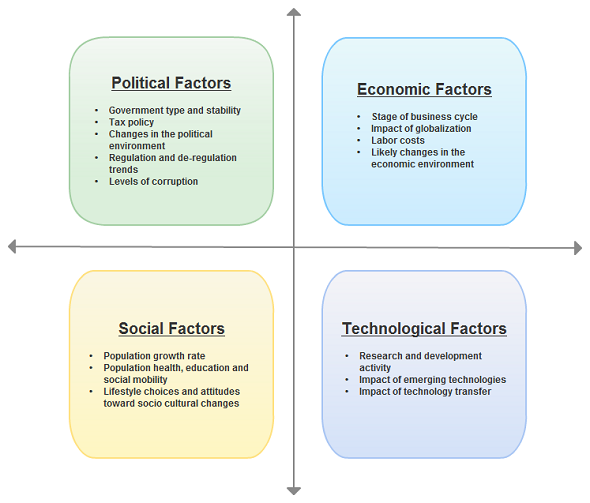 Political Factors
• Government type and stability
• Tax policy
• Changes in the political
environment
• Regulation and de-regulation
trends
• Levels of corruption
Economic Factors
• Stage of business cycle
• Impact of globalization
• Labor costs
• Likely changes in the
economic environment
Social Factors
• Population growth rate
• Population health, education and
social mobility
• Lifestyle choices and attitudes
toward socio cultural changes
Technological Factors
• Research and development
activity
• Impact of emerging technologies
• Impact of technology transfer